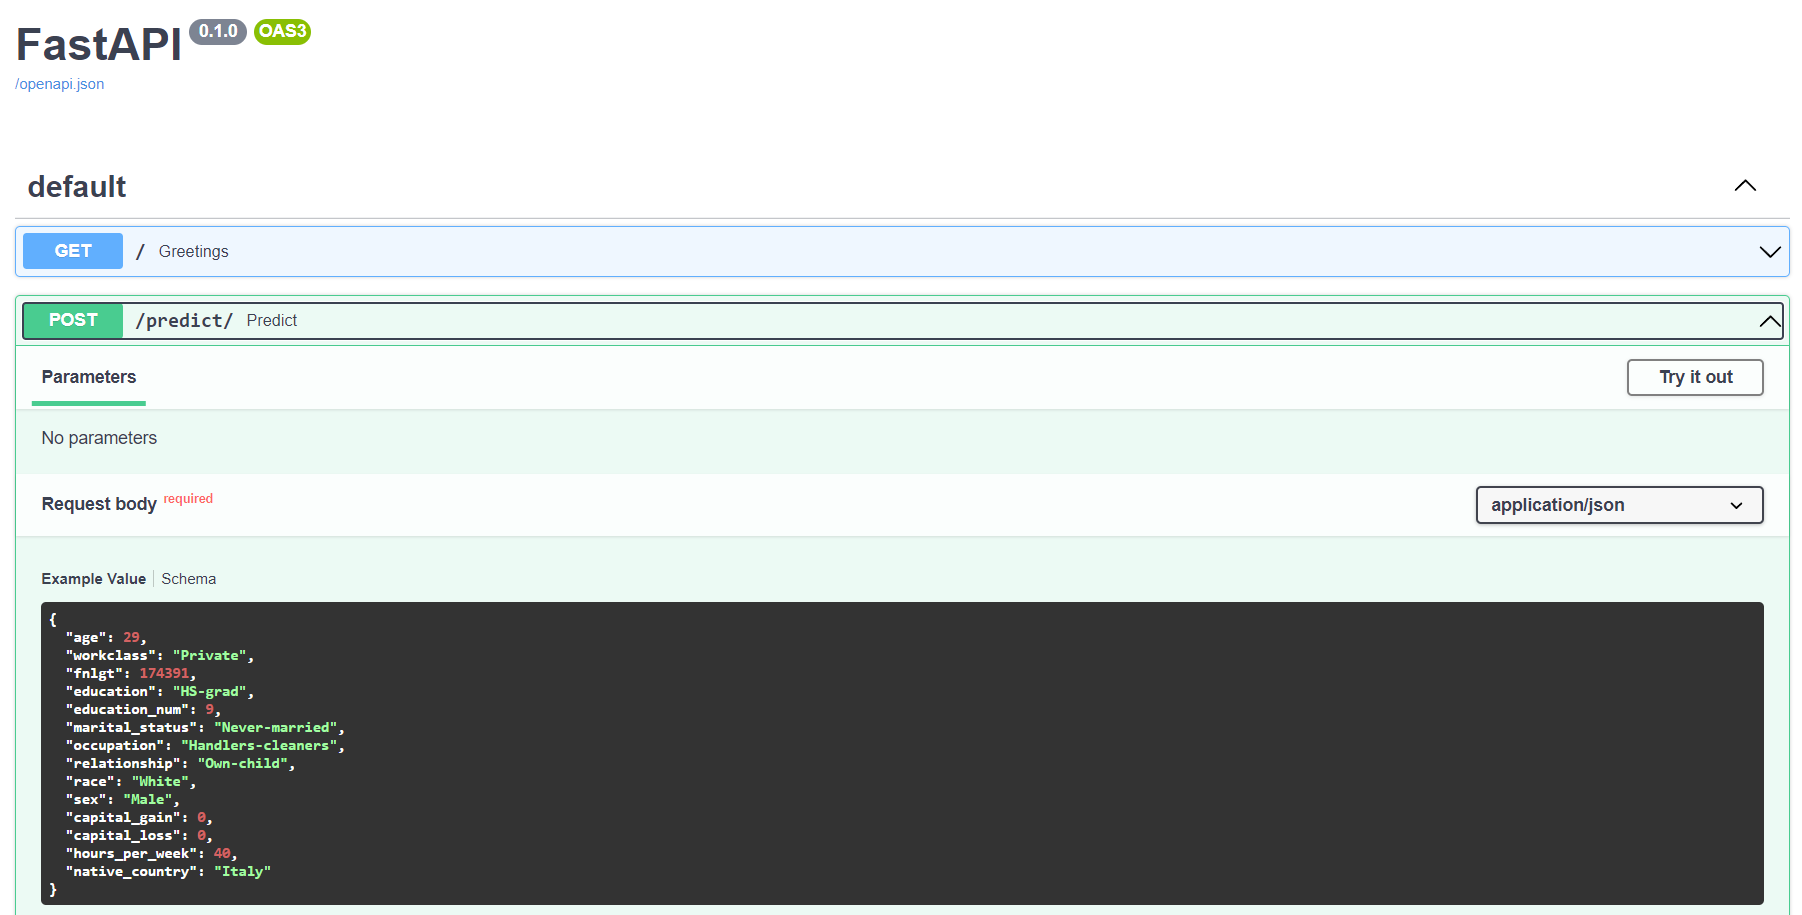 FastAPI 0.1.0 OAS3
/openapi.json
default
GET / Greetings
POST /predict/ Predict
Parameters
Try it out
No parameters
Request body required
application/json
Example Value Schema
{
"age": 29,
"workclass": "Private",
"fnlgt": 174391,
"education": "HS-grad",
"education_num": 9,
"marital_status": "Never-married",
"occupation": "Handlers-cleaners",
"relationship": "Own-child",
"race": "White",
"sex": "Male",
"capital_gain": 0,
"capital_loss": 0,
"hours_per_week": 40,
"native_country": "Italy"
}